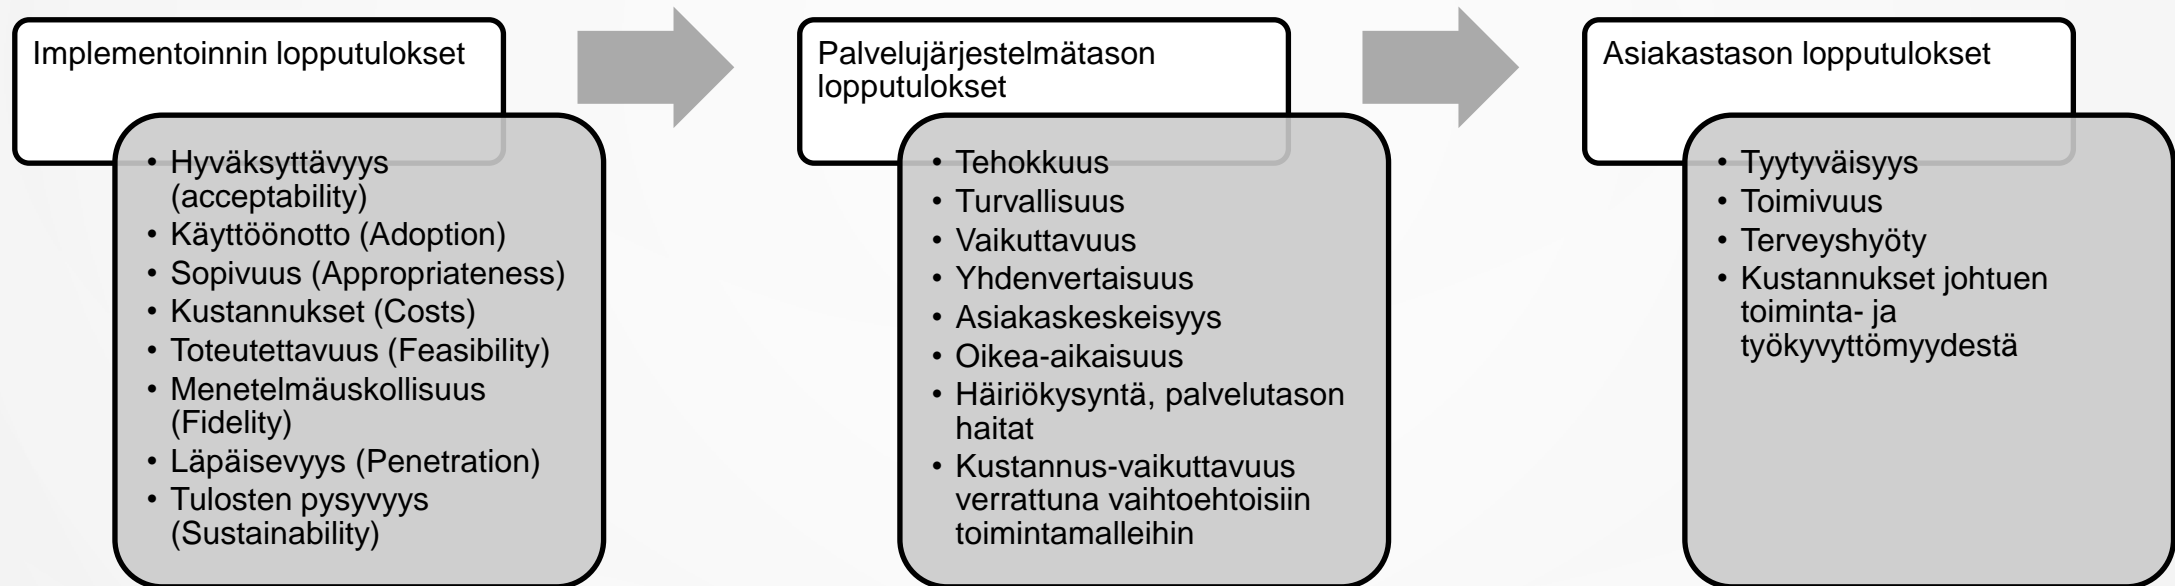 Implementoinnin lopputulokset
• Hyväksyttävyys
(acceptability)
• Käyttöönotto (Adoption)
• Sopivuus (Appropriateness)
• Kustannukset (Costs)
• Toteutettavuus (Feasibility)
• Menetelmäuskollisuus
(Fidelity)
• Läpäisevyys (Penetration)
• Tulosten pysyvyys
(Sustainability)
Palvelujärjestelmätason
lopputulokset
• Tehokkuus
• Turvallisuus
• Vaikuttavuus
• Yhdenvertaisuus
• Asiakaskeskeisyys
• Oikea-aikaisuus
• Häiriökysyntä, palvelutason
haitat
• Kustannus-vaikuttavuus
verrattuna vaihtoehtoisiin
toimintamalleihin
Asiakastason lopputulokset
• Tyytyväisyys
• Toimivuus
• Terveyshyöty
• Kustannukset johtuen
toiminta- ja
työkyvyttömyydestä